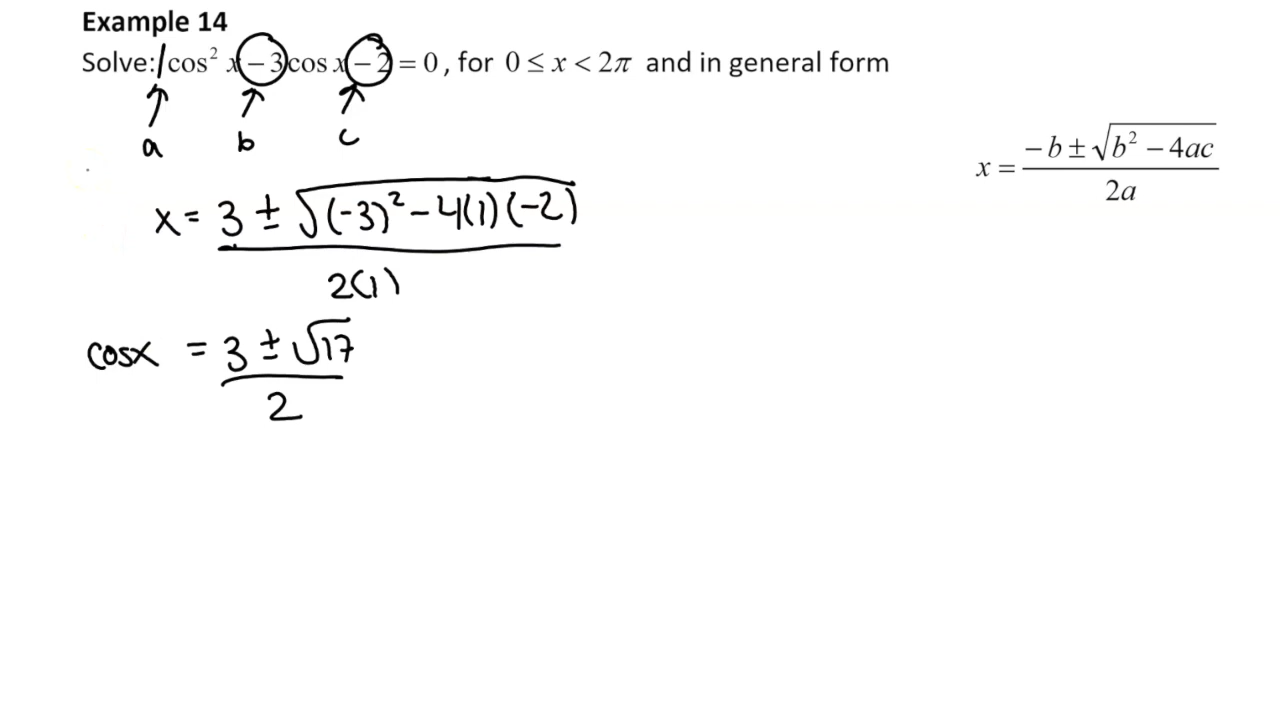 Example 14
Solve: 1cos² x − 3cos x − 2 = 0 , for 0 ≤ x < 2π and in general form
a b c
x = (−b ± √(b² − 4ac)) / 2a
x = (3 ± √((-3)² − 4(1)(-2))) / 2(1)
cosx = (3 ± √17) / 2